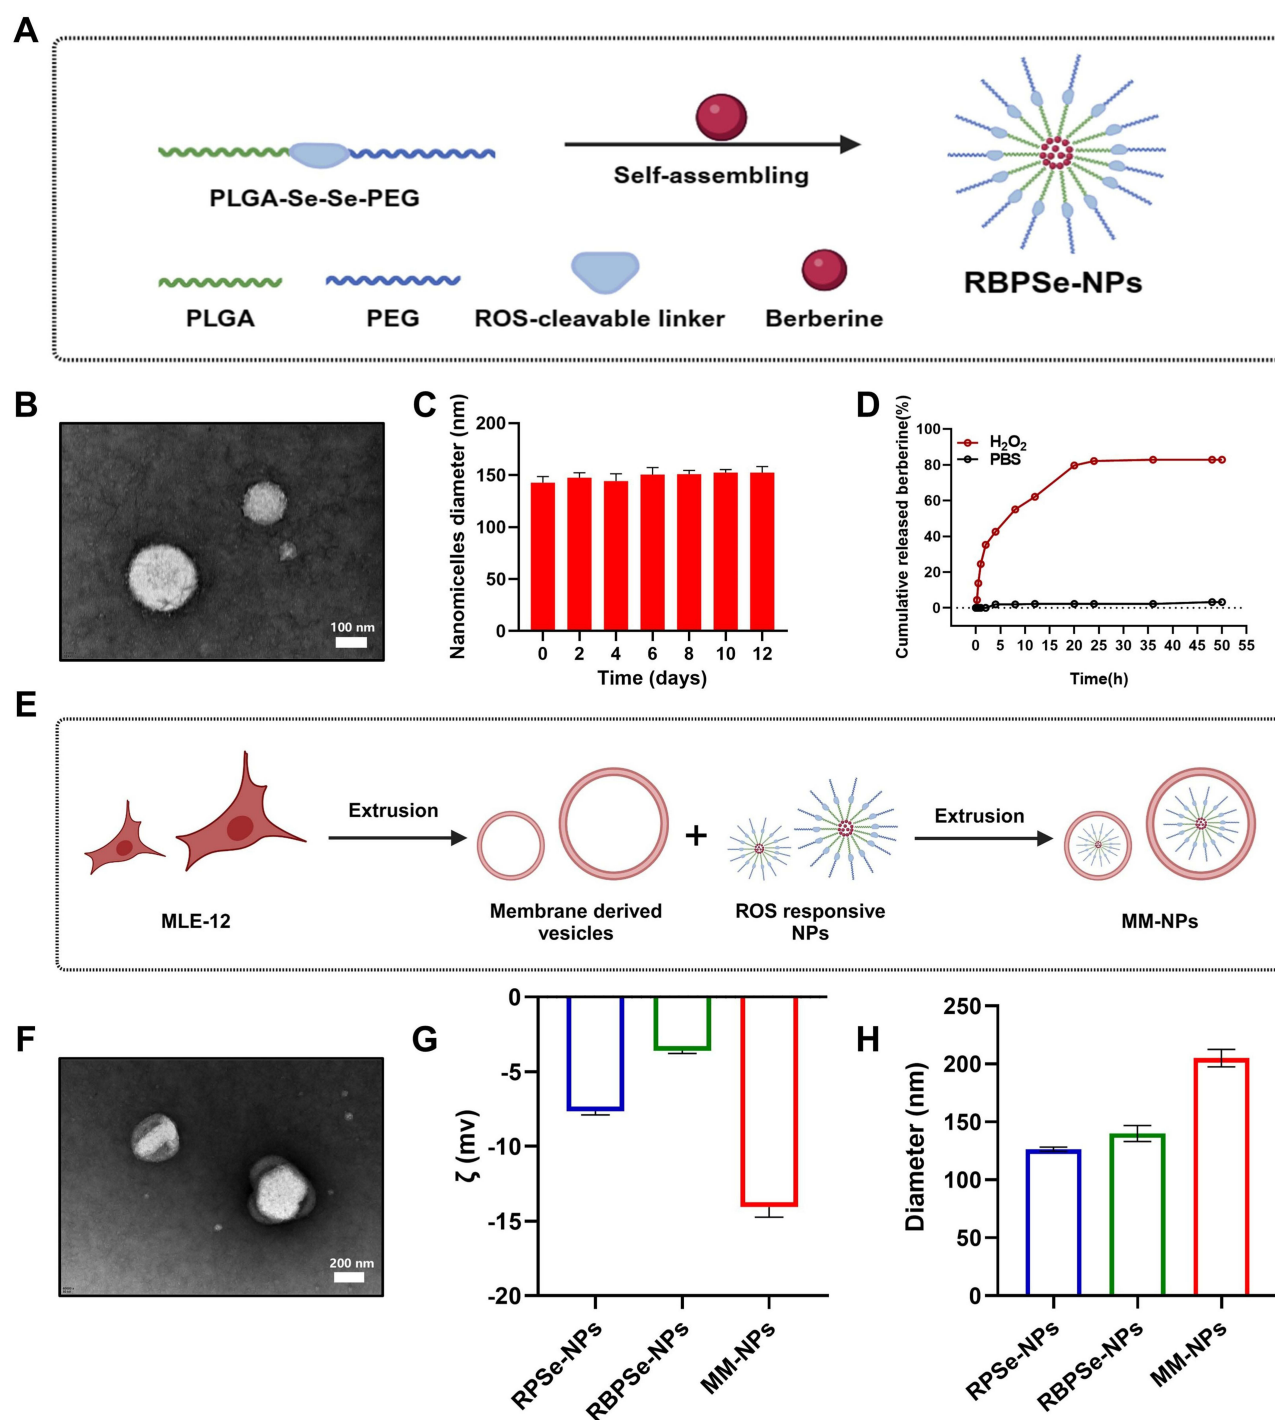 A
PLGA-Se-Se-PEG
Self-assembling
RBPSe-NPs
PLGA
PEG
ROS-cleavable linker
Berberine
B
100 nm
C
Nanomicelles diameter (nm)
200
150
100
50
0
0 2 4 6 8 10 12
Time (days)
D
Cumulative released berberine(%)
100
80
60
40
20
0
H₂O₂
PBS
0 5 10 15 20 25 30 35 40 45 50 55
Time(h)
E
MLE-12
Extrusion
Membrane derived
vesicles
+
ROS responsive
NPs
Extrusion
MM-NPs
F
200 nm
G
ζ (mv)
0
-5
-10
-15
-20
RPSe-NPs
RBPSe-NPs
MM-NPs
H
Diameter (nm)
250
200
150
100
50
0
RPSe-NPs
RBPSe-NPs
MM-NPs